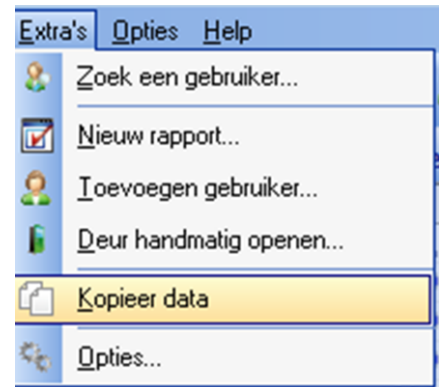 Extra's Opties Help
Zoek een gebruiker...
Nieuw rapport...
Toevoegen gebruiker...
Deur handmatig openen...
Kopieer data
Opties...